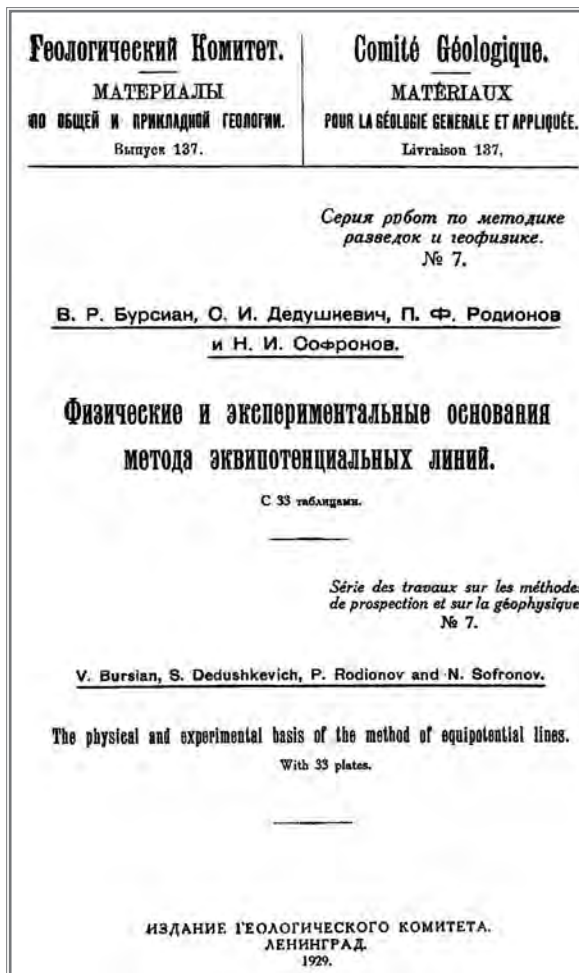 Геологический Комитет.
МАТЕРИАЛЫ
ПО ОБЩЕЙ И ПРИКЛАДНОЙ ГЕОЛОГИИ.
Выпуск 137.
Comité Géologique.
MATÉRIAUX
POUR LA GÉOLOGIE GENERALE ET APPLIQUÉE.
Livraison 137.
Серия робот по методике
разведок и геофизике.
№ 7.
В. Р. Бурсиан, С. И. Дедушкевич, П. Ф. Родионов
и Н. И. Софронов.
Физические и экспериментальные основания
метода эквипотенциальных линий.
С 33 таблицами.
Série des travaux sur les méthodes
de prospection et sur la géophysique
№ 7.
V. Bursian, S. Dedushkevich, P. Rodionov and N. Sofronov.
The physical and experimental basis of the method of equipotential lines.
With 33 plates.
ИЗДАНИЕ ГЕОЛОГИЧЕСКОГО КОМИТЕТА.
ЛЕНИНГРАД.
1929.